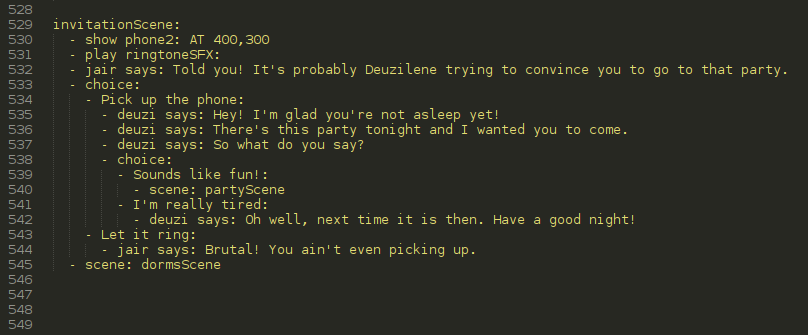 528
529 invitationScene:
530 - show phone2: AT 400,300
531 - play ringtoneSFX:
532 - jair says: Told you! It's probably Deuzilene trying to convince you to go to that party.
533 - choice:
534 - Pick up the phone:
535 - deuzi says: Hey! I'm glad you're not asleep yet!
536 - deuzi says: There's this party tonight and I wanted you to come.
537 - deuzi says: So what do you say?
538 - choice:
539 - Sounds like fun!:
540 - scene: partyScene
541 - I'm really tired:
542 - deuzi says: Oh well, next time it is then. Have a good night!
543 - Let it ring:
544 - jair says: Brutal! You ain't even picking up.
545 - scene: dormsScene
546
547
548
549